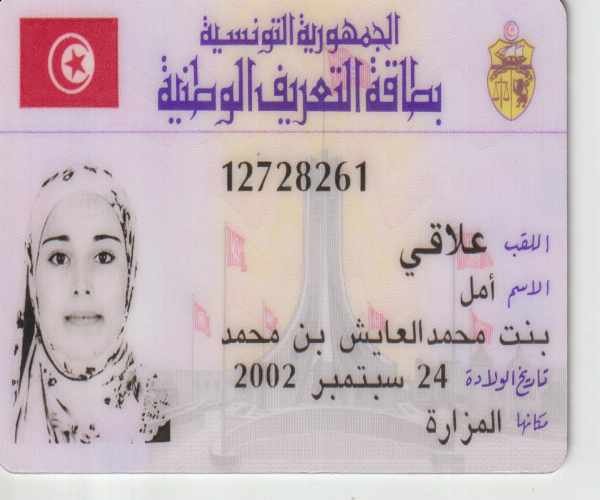 الجمهورية التونسية
بطاقة التعريف الوطنية
12728261
اللقب علاقي
الاسم أمل
بنت محمدالعايش بن محمد
تاريخ الولادة 24 سبتمبر 2002
مكانها المزارة